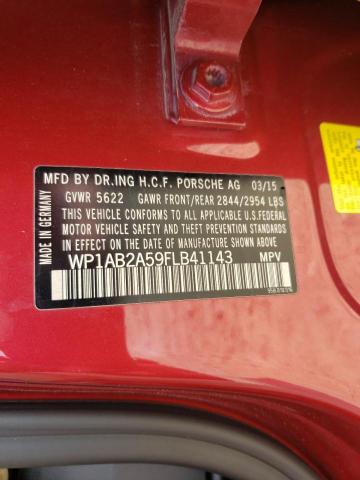 MFD BY DR.ING H.C.F. PORSCHE AG 03/15
GVWR 5622 GAWR FRONT/REAR 2844/2954 LBS
THIS VEHICLE CONFORMS TO ALL APPLICABLE U.S. FEDERAL
MOTOR VEHICLE SAFETY AND THEFT PREVENTION STANDARDS
IN EFFECT ON THE DATE OF MANUFACTURE SHOWN ABOVE
WP1AB2A59FLB41143 MPV
MADE IN GERMANY